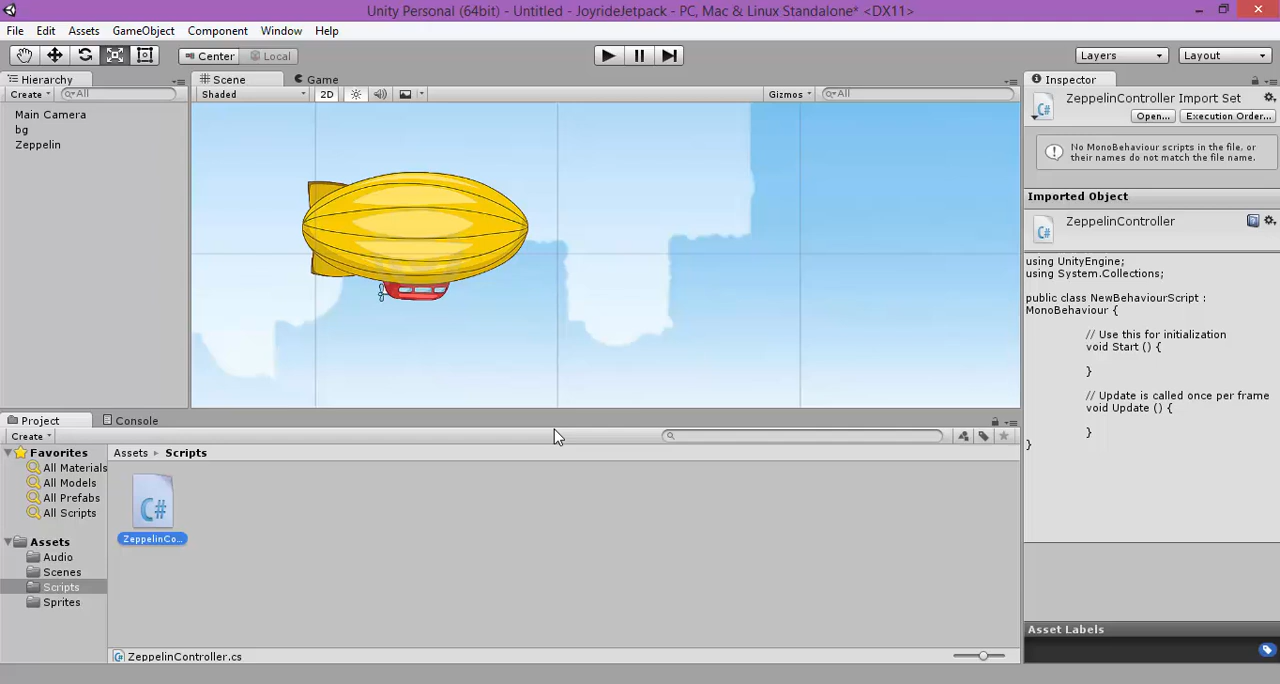 Unity Personal (64bit) - Untitled - JoyrideJetpack - PC, Mac & Linux Standalone* <DX11>
File Edit Assets GameObject Component Window Help
Center Local Layers Layout
Hierarchy Scene Game Inspector
Create All Shaded 2D Gizmos All
ZeppelinController Import Set
Open... Execution Order...
Main Camera
bg
Zeppelin
No MonoBehaviour scripts in the file, or
their names do not match the file name.
Imported Object
ZeppelinController
using UnityEngine;
using System.Collections;
public class NewBehaviourScript :
MonoBehaviour {
// Use this for initialization
void Start () {
}
// Update is called once per frame
void Update () {
}
}
Project Console
Create
Favorites
All Materials
All Models
All Prefabs
All Scripts
Assets
Audio
Scenes
Scripts
Sprites
Assets Scripts
C#
ZeppelinCo...
ZeppelinController.cs
Asset Labels